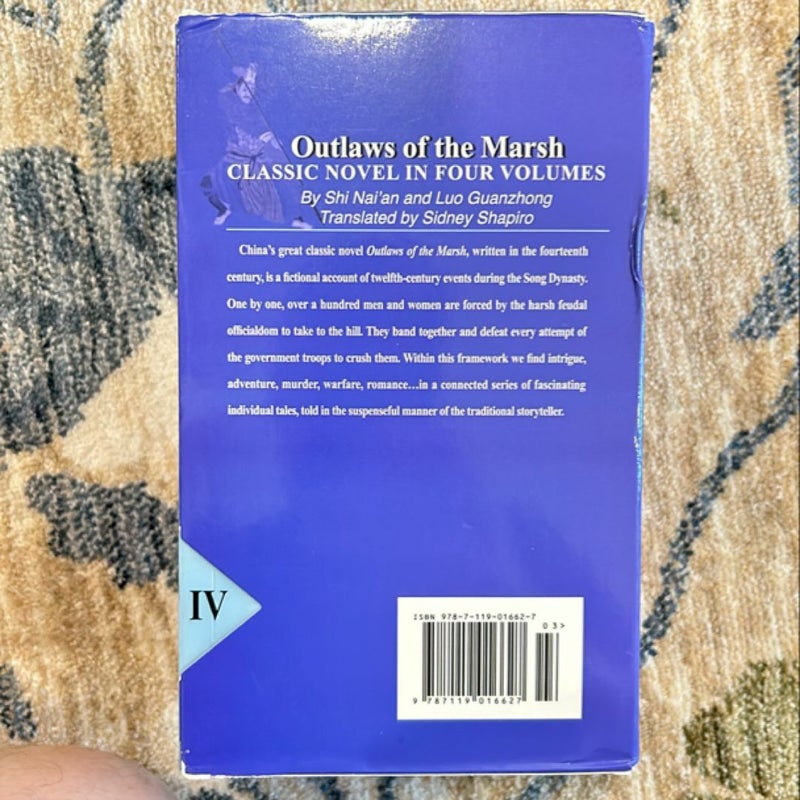 Outlaws of the Marsh
CLASSIC NOVEL IN FOUR VOLUMES
By Shi Nai'an and Luo Guanzhong
Translated by Sidney Shapiro
China's great classic novel Outlaws of the Marsh, written in the fourteenth
century, is a fictional account of twelfth-century events during the Song Dynasty.
One by one, over a hundred men and women are forced by the harsh feudal
officialdom to take to the hill. They band together and defeat every attempt of
the government troops to crush them. Within this framework we find intrigue,
adventure, murder, warfare, romance...in a connected series of fascinating
individual tales, told in the suspenseful manner of the traditional storyteller.
IV
ISBN 978-7-119-01662-7
03>
9 787119 016627